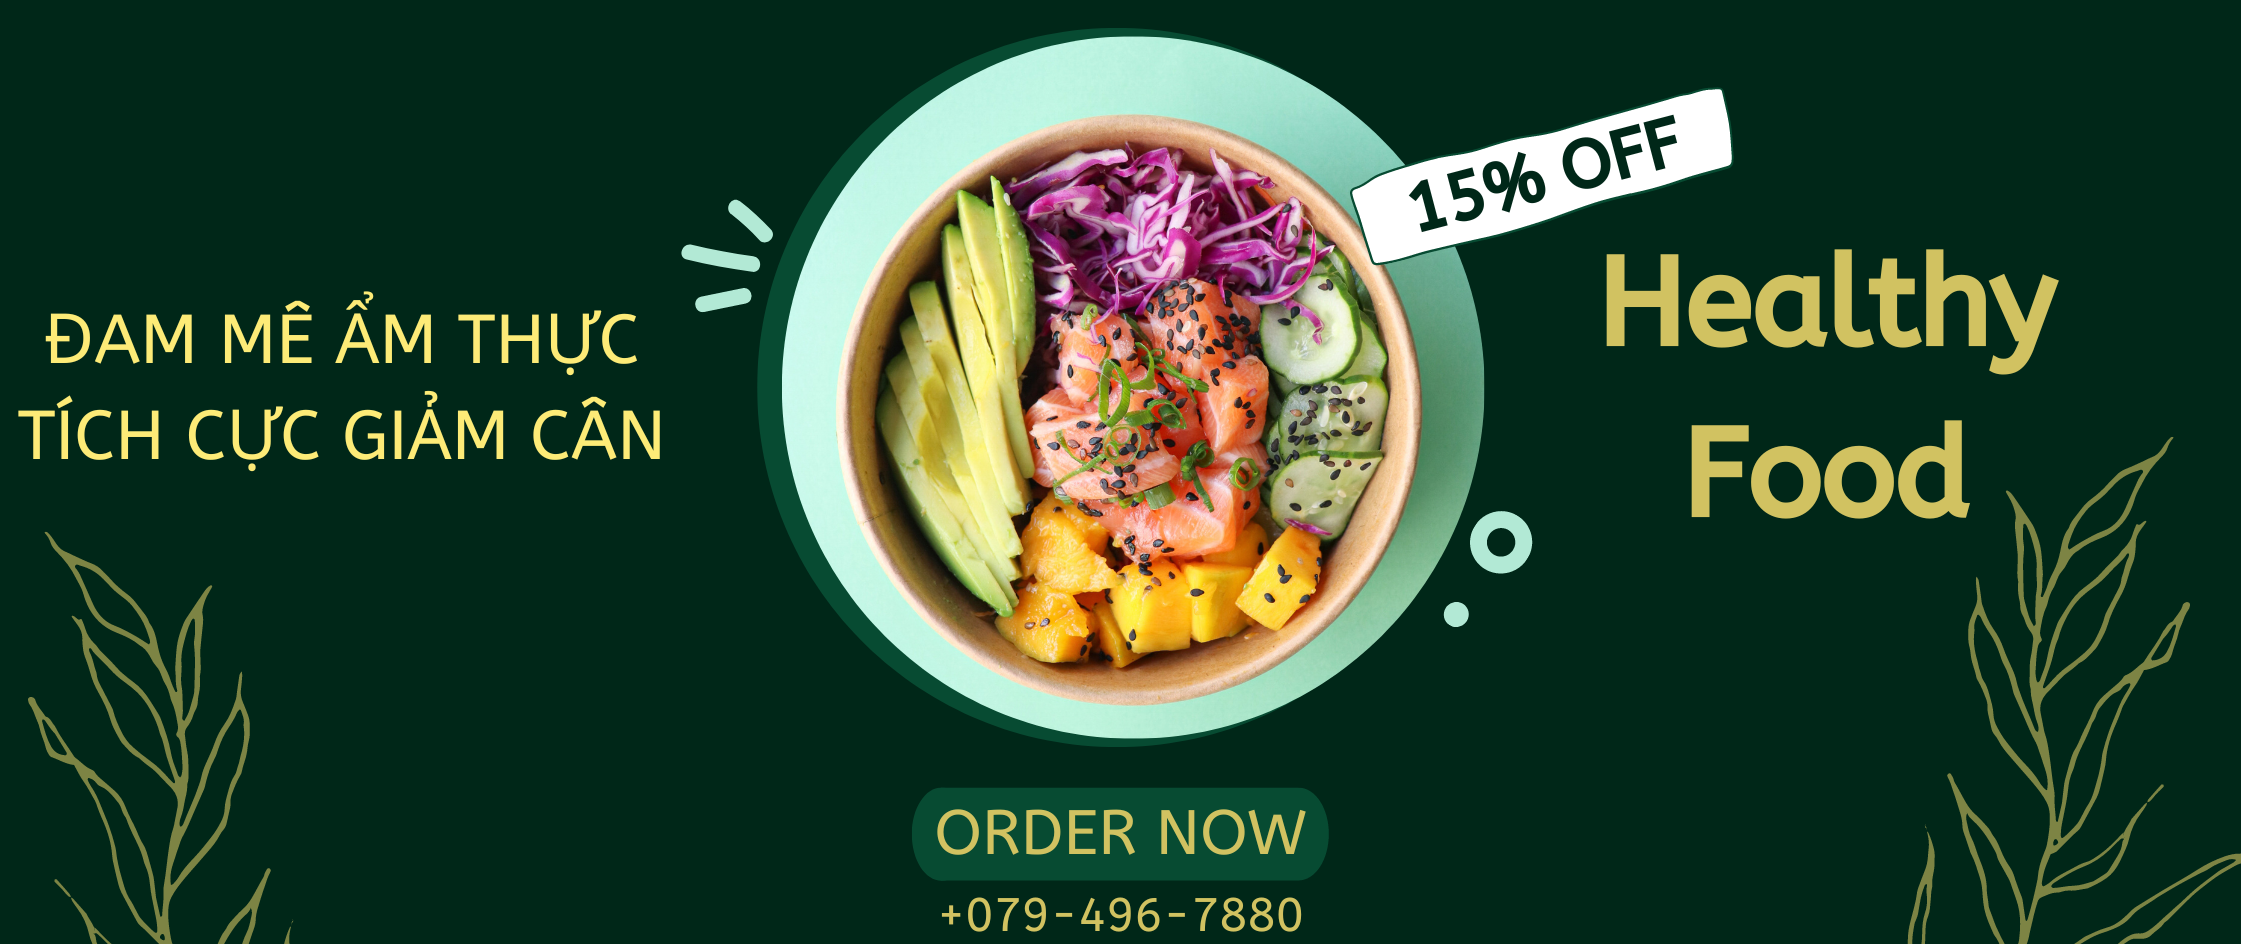 ĐAM MÊ ẨM THỰC
TÍCH CỰC GIẢM CÂN
15% OFF
Healthy
Food
ORDER NOW
+079-496-7880